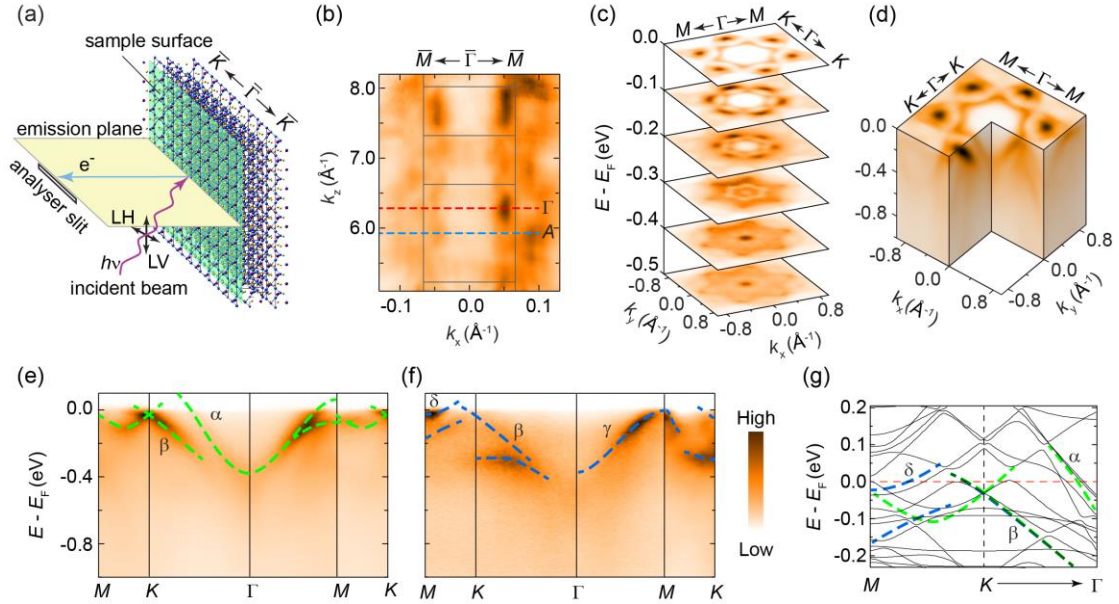 (a)
sample surface
K̅ ← Γ̅ → K̅
emission plane
e⁻
analyser slit
LH
LV
hν
incident beam
(b)
M̅ ← Γ̅ → M̅
8.0
7.0
6.0
k_z (Å⁻¹)
Γ
A
-0.1 0.0 0.1
k_x (Å⁻¹)
(c)
M ← Γ → M
K ← Γ → K
0.0
-0.1
-0.2
-0.3
-0.4
-0.5
E - E_F (eV)
k_y (Å⁻¹)
-0.8 0.0 0.8
k_x (Å⁻¹)
(d)
K ← Γ → K
M ← Γ → M
0.0
-0.4
-0.8
-0.8 0.0 0.8
k_x (Å⁻¹)
-0.8 0.0 0.8
k_y (Å⁻¹)
(e)
0.0
-0.4
-0.8
E - E_F (eV)
α
β
M K Γ M K
(f)
δ
β
γ
M K Γ M K
High
Low
(g)
0.2
0.1
0.0
-0.1
-0.2
E - E_F (eV)
δ
α
β
M K → Γ